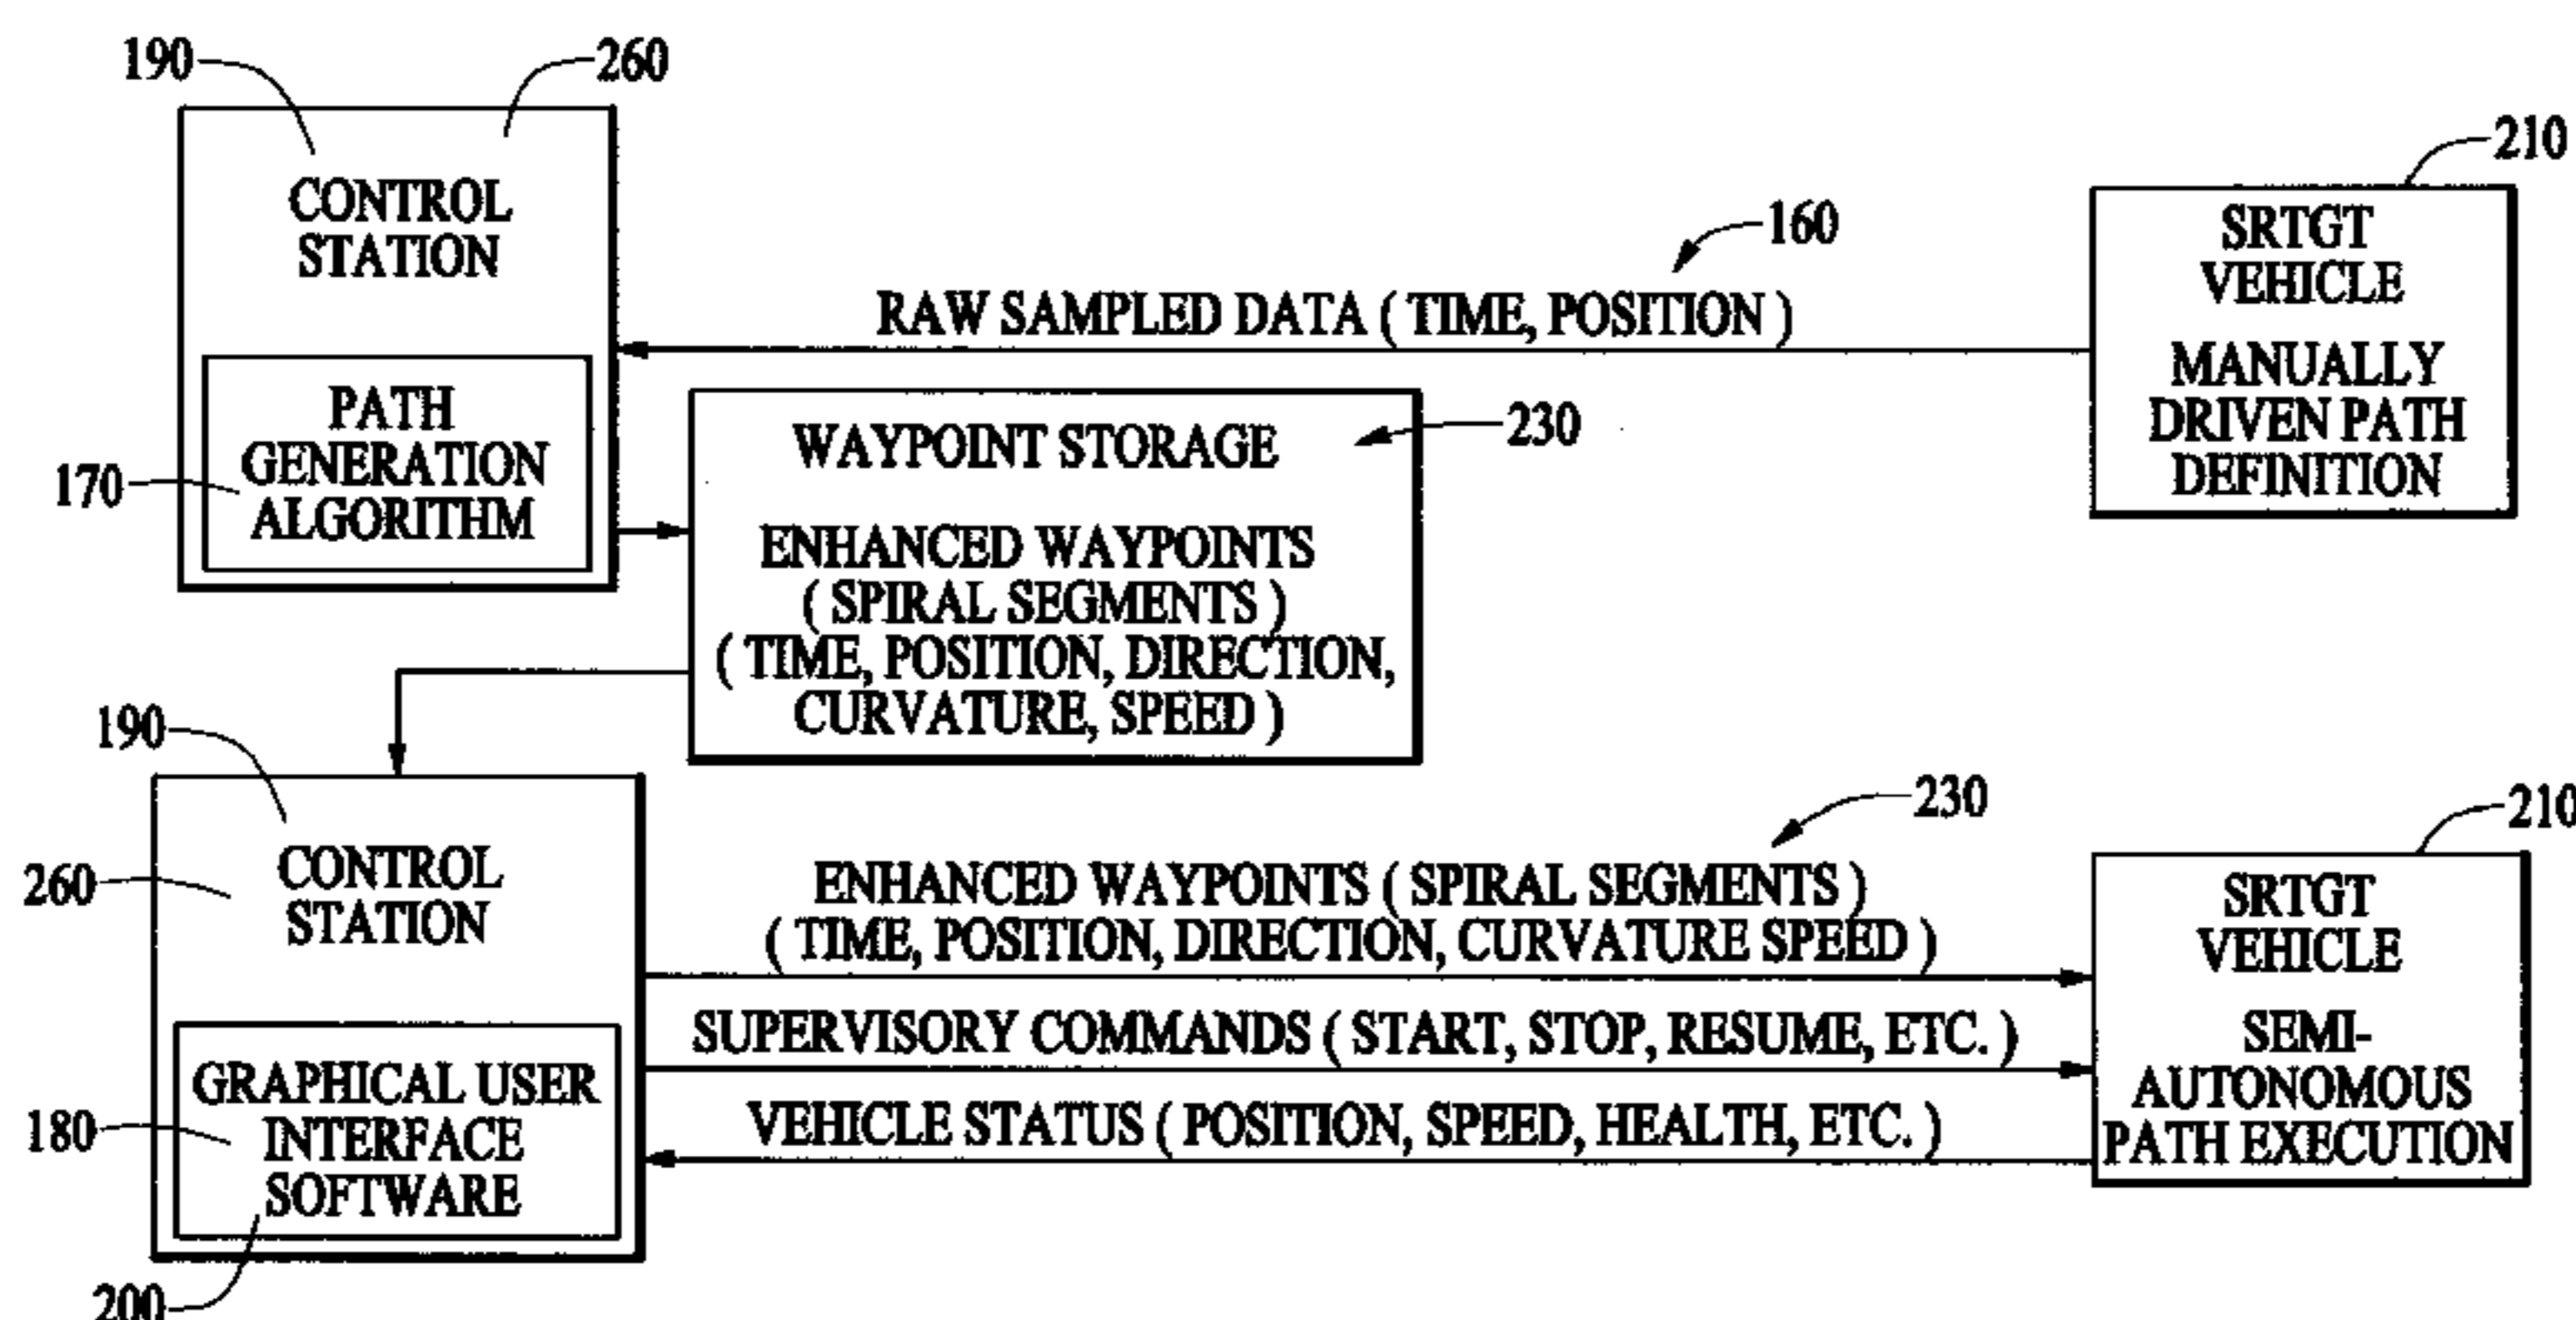 190
260
CONTROL
STATION
PATH
GENERATION
ALGORITHM
170
160
RAW SAMPLED DATA ( TIME, POSITION )
210
SRTGT
VEHICLE
MANUALLY
DRIVEN PATH
DEFINITION
WAYPOINT STORAGE
230
ENHANCED WAYPOINTS
( SPIRAL SEGMENTS )
( TIME, POSITION, DIRECTION,
CURVATURE, SPEED )
190
260
CONTROL
STATION
GRAPHICAL USER
INTERFACE
SOFTWARE
180
200
230
ENHANCED WAYPOINTS ( SPIRAL SEGMENTS )
( TIME, POSITION, DIRECTION, CURVATURE SPEED )
SUPERVISORY COMMANDS ( START, STOP, RESUME, ETC. )
VEHICLE STATUS ( POSITION, SPEED, HEALTH, ETC. )
210
SRTGT
VEHICLE
SEMI-
AUTONOMOUS
PATH EXECUTION